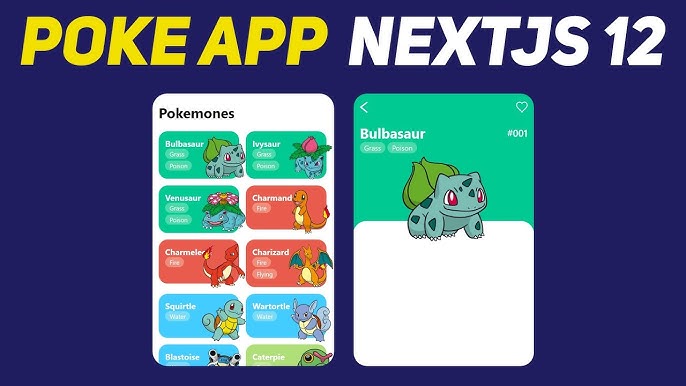 POKE APP NEXTJS 12
Pokemones
Bulbasaur
Grass
Poison
Ivysaur
Grass
Poison
Venusaur
Grass
Poison
Charmand
Fire
Charmele
Fire
Charizard
Fire
Flying
Squirtle
Water
Wartortle
Water
Blastoise
Caterpie
Bulbasaur #001
Grass Poison